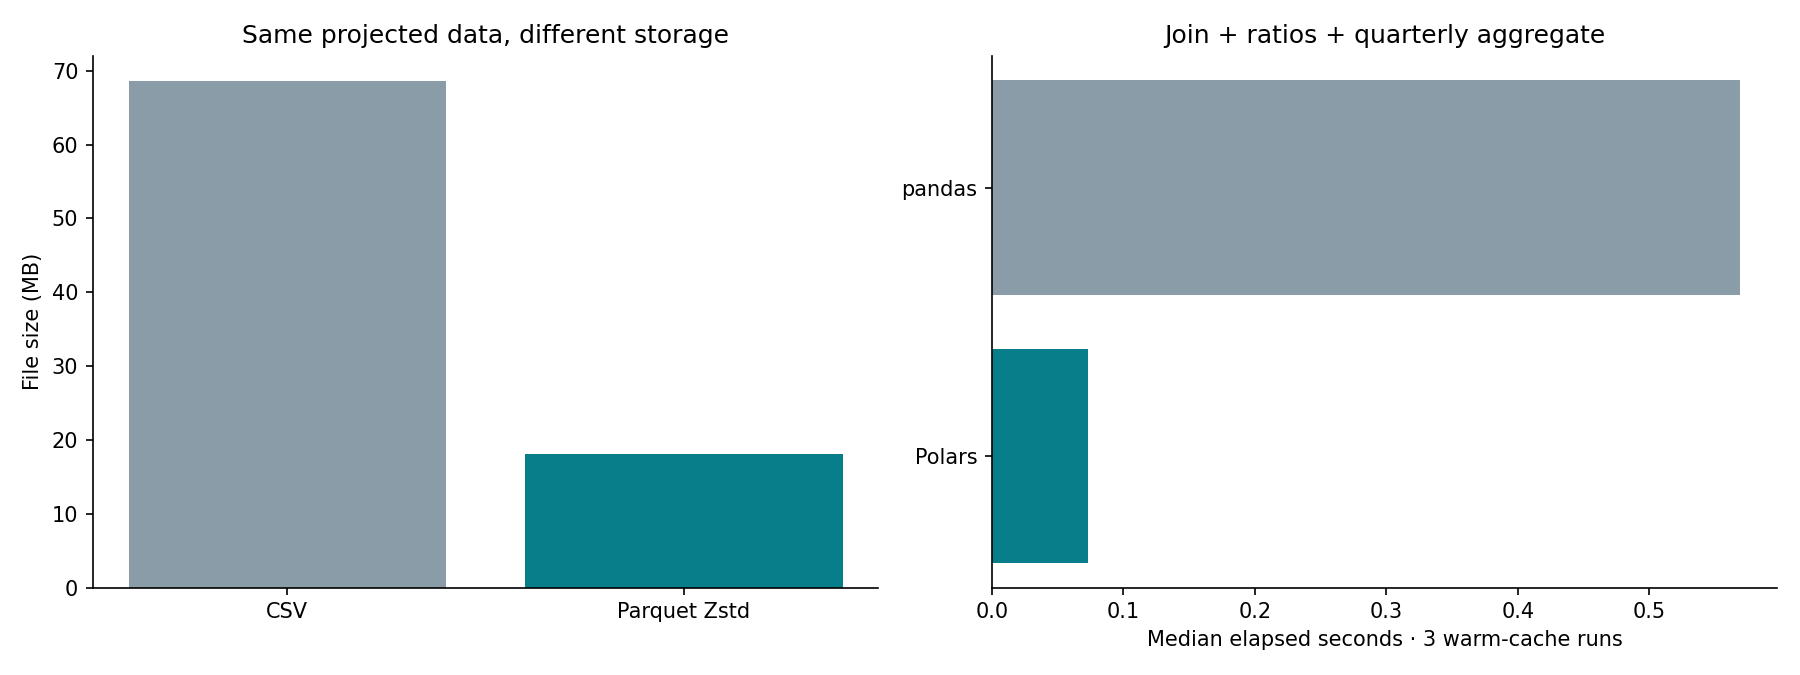 Same projected data, different storage
File size (MB)
70
60
50
40
30
20
10
0
CSV
Parquet Zstd
Join + ratios + quarterly aggregate
pandas
Polars
0.0
0.1
0.2
0.3
0.4
0.5
Median elapsed seconds · 3 warm-cache runs